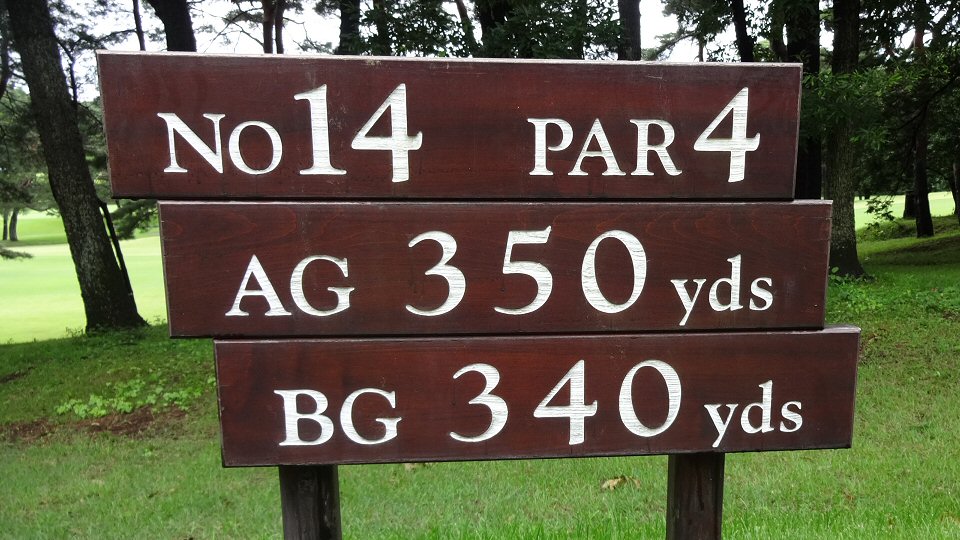 No 14 PAR 4
AG 350 yds
BG 340 yds